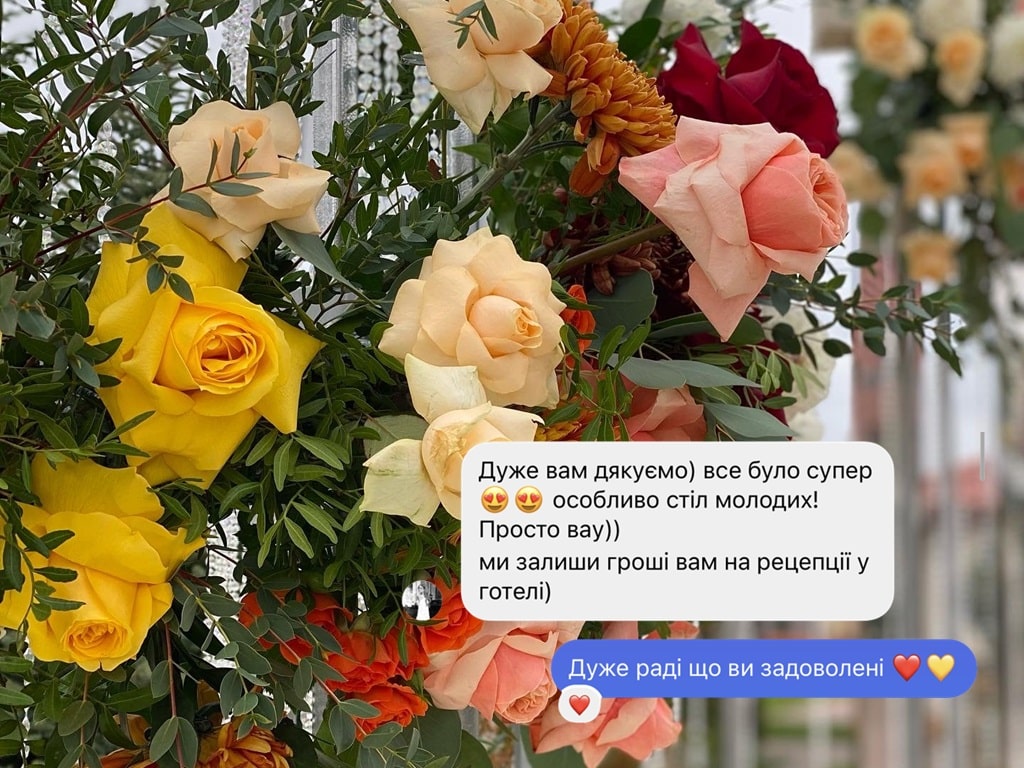 Дуже вам дякуємо) все було супер
😍😍 особливо стіл молодих!
Просто вау))
ми залиши гроші вам на рецепції у
готелі)
Дуже раді що ви задоволені ❤️💛
❤️